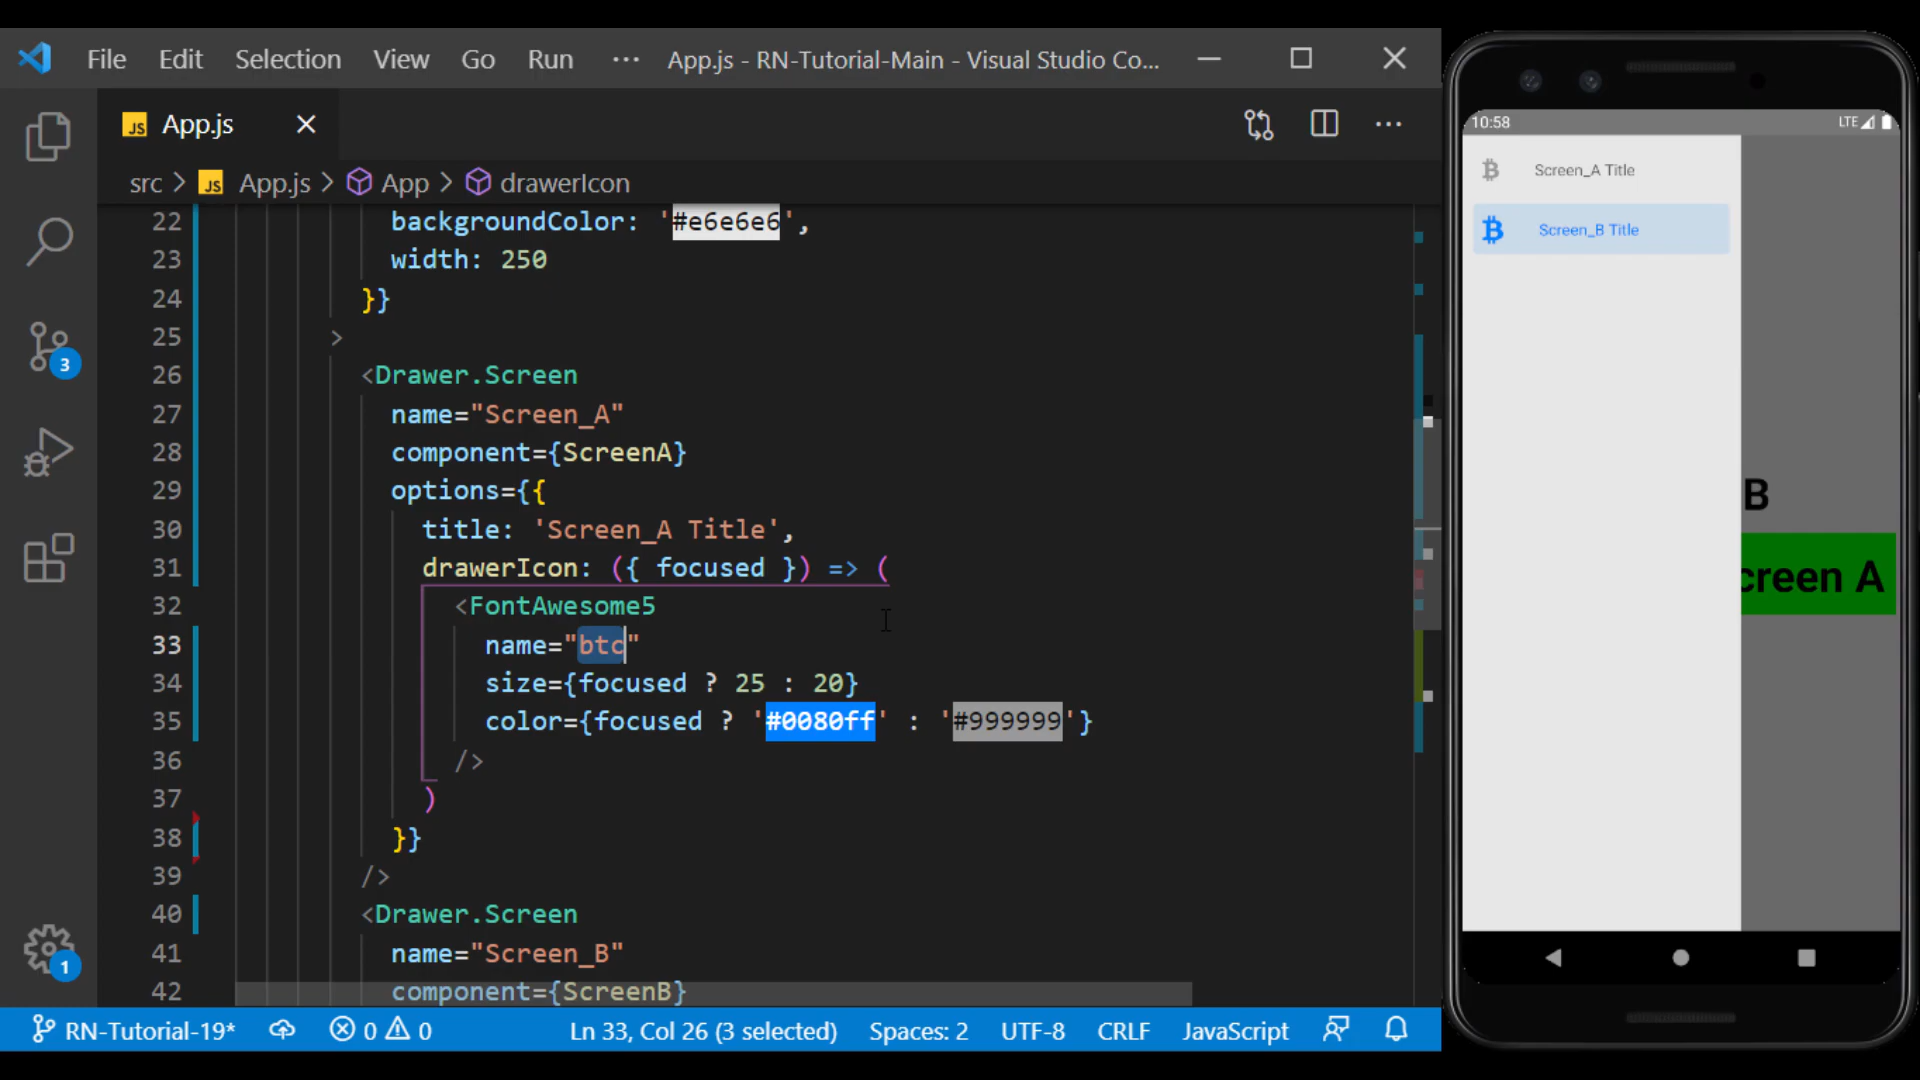 File Edit Selection View Go Run ··· App.js - RN-Tutorial-Main - Visual Studio Co...
JS App.js
src > JS App.js > App > drawerIcon
22 backgroundColor: '#e6e6e6',
23 width: 250
24 }}
25 >
26 <Drawer.Screen
27 name="Screen_A"
28 component={ScreenA}
29 options={{
30 title: 'Screen_A Title',
31 drawerIcon: ({ focused }) => (
32 <FontAwesome5
33 name="btc"
34 size={focused ? 25 : 20}
35 color={focused ? '#0080ff' : '#999999'}
36 />
37 )
38 }}
39 />
40 <Drawer.Screen
41 name="Screen_B"
42 component={ScreenB}
3
1
RN-Tutorial-19* 0 0 Ln 33, Col 26 (3 selected) Spaces: 2 UTF-8 CRLF JavaScript
10:58 LTE
Screen_A Title
Screen_B Title
B
creen A